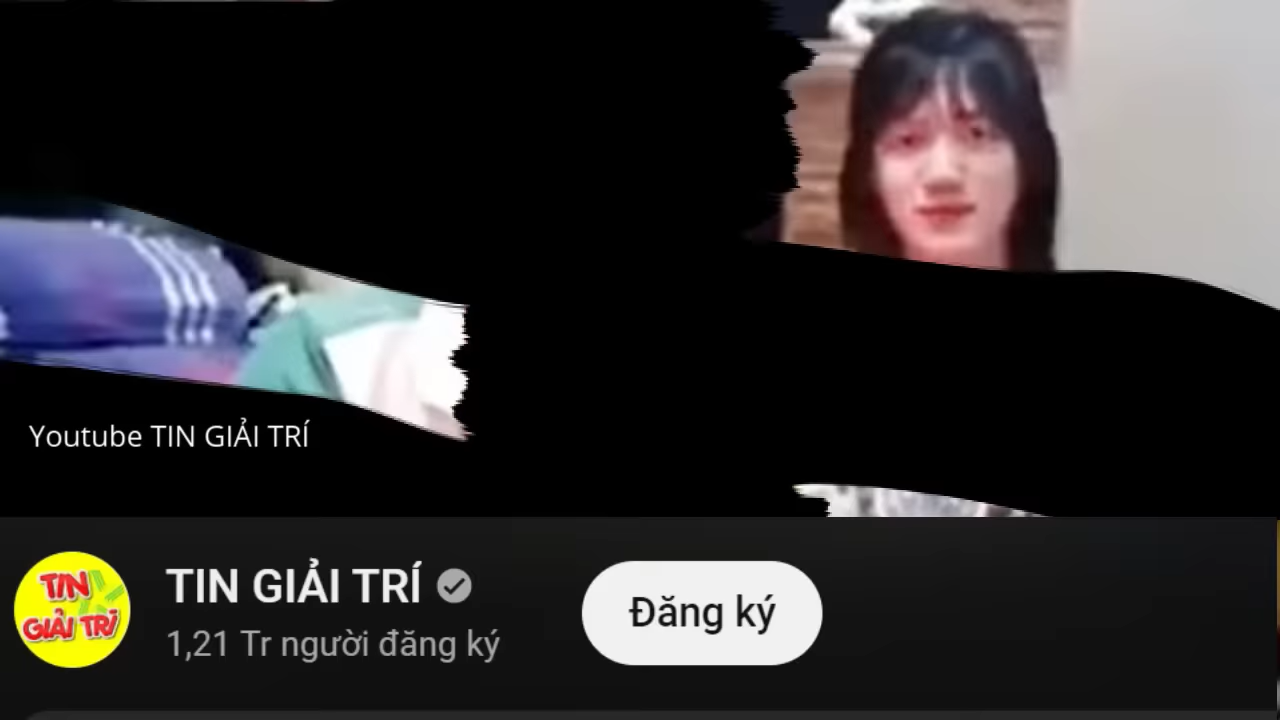 Youtube TIN GIẢI TRÍ
TIN
GIẢI TRÍ
TIN GIẢI TRÍ
1,21 Tr người đăng ký
Đăng ký